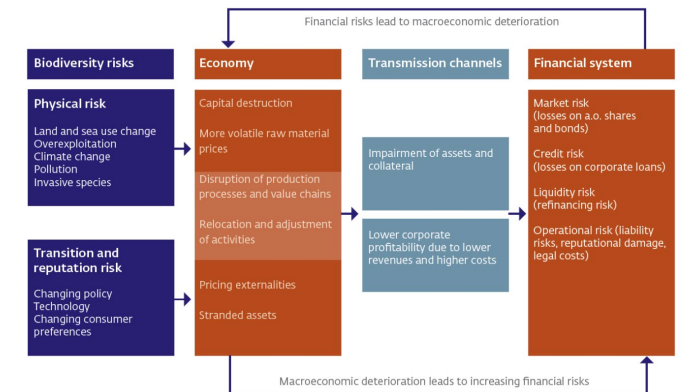 Financial risks lead to macroeconomic deterioration
Biodiversity risks
Economy
Transmission channels
Financial system
Physical risk
Land and sea use change
Overexploitation
Climate change
Pollution
Invasive species
Transition and
reputation risk
Changing policy
Technology
Changing consumer
preferences
Capital destruction
More volatile raw material
prices
Disruption of production
processes and value chains
Relocation and adjustment
of activities
Pricing externalities
Stranded assets
Impairment of assets and
collateral
Lower corporate
profitability due to lower
revenues and higher costs
Market risk
(losses on a.o. shares
and bonds)
Credit risk
(losses on corporate loans)
Liquidity risk
(refinancing risk)
Operational risk (liability
risks, reputational damage,
legal costs)
Macroeconomic deterioration leads to increasing financial risks